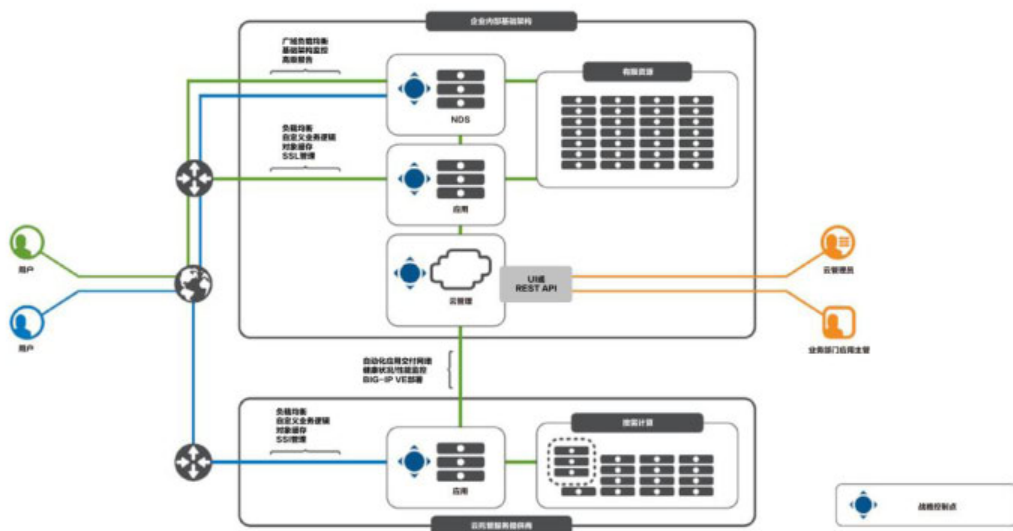 企业内部基础架构
广域负载均衡
基础架构监控
高级报告
NDS
有限资源
负载均衡
自定义业务逻辑
对象缓存
SSL管理
应用
用户
用户
云管理
UI或
REST API
云管理员
业务部门应用主管
自动化应用交付网络
健康状况/性能监控
BIG-IP VE部署
负载均衡
自定义业务逻辑
对象缓存
SSl管理
应用
按需计算
云托管服务提供商
战略控制点